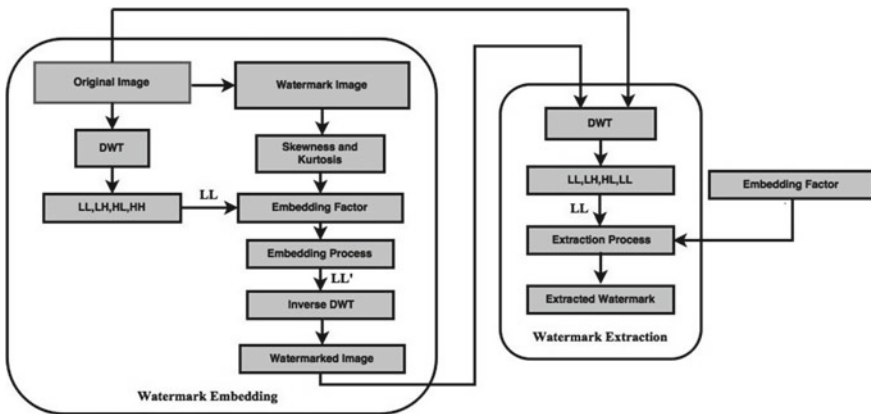 Original Image
Watermark Image
DWT
Skewness and
Kurtosis
LL,LH,HL,HH
LL
Embedding Factor
Embedding Process
LL'
Inverse DWT
Watermarked Image
Watermark Embedding
DWT
LL,LH,HL,LL
LL
Extraction Process
Extracted Watermark
Watermark Extraction
Embedding Factor